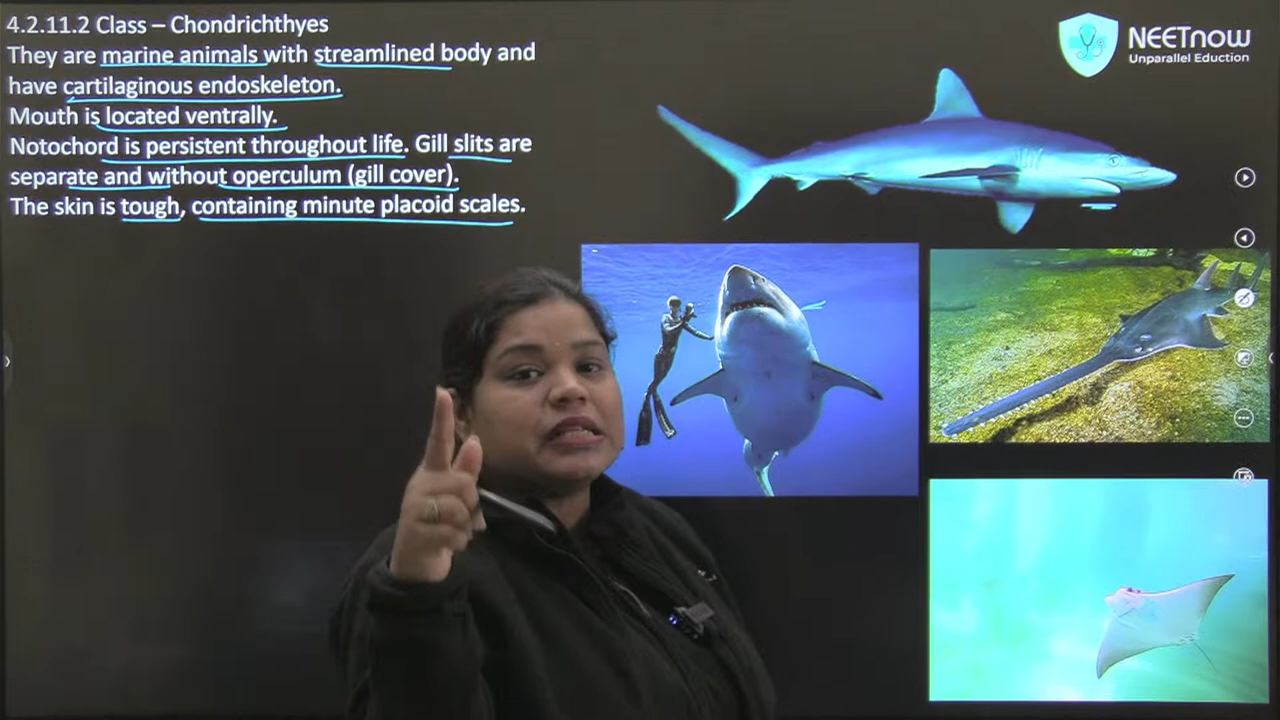 4.2.11.2 Class – Chondrichthyes
They are marine animals with streamlined body and
have cartilaginous endoskeleton.
Mouth is located ventrally.
Notochord is persistent throughout life. Gill slits are
separate and without operculum (gill cover).
The skin is tough, containing minute placoid scales.
NEETnow
Unparallel Eduction